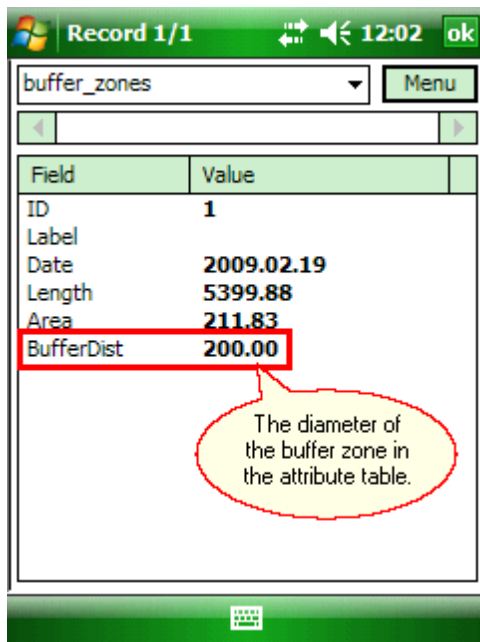 Record 1/1 12:02 ok
buffer_zones Menu
Field Value
ID 1
Label
Date 2009.02.19
Length 5399.88
Area 211.83
BufferDist 200.00
The diameter of
the buffer zone in
the attribute table.